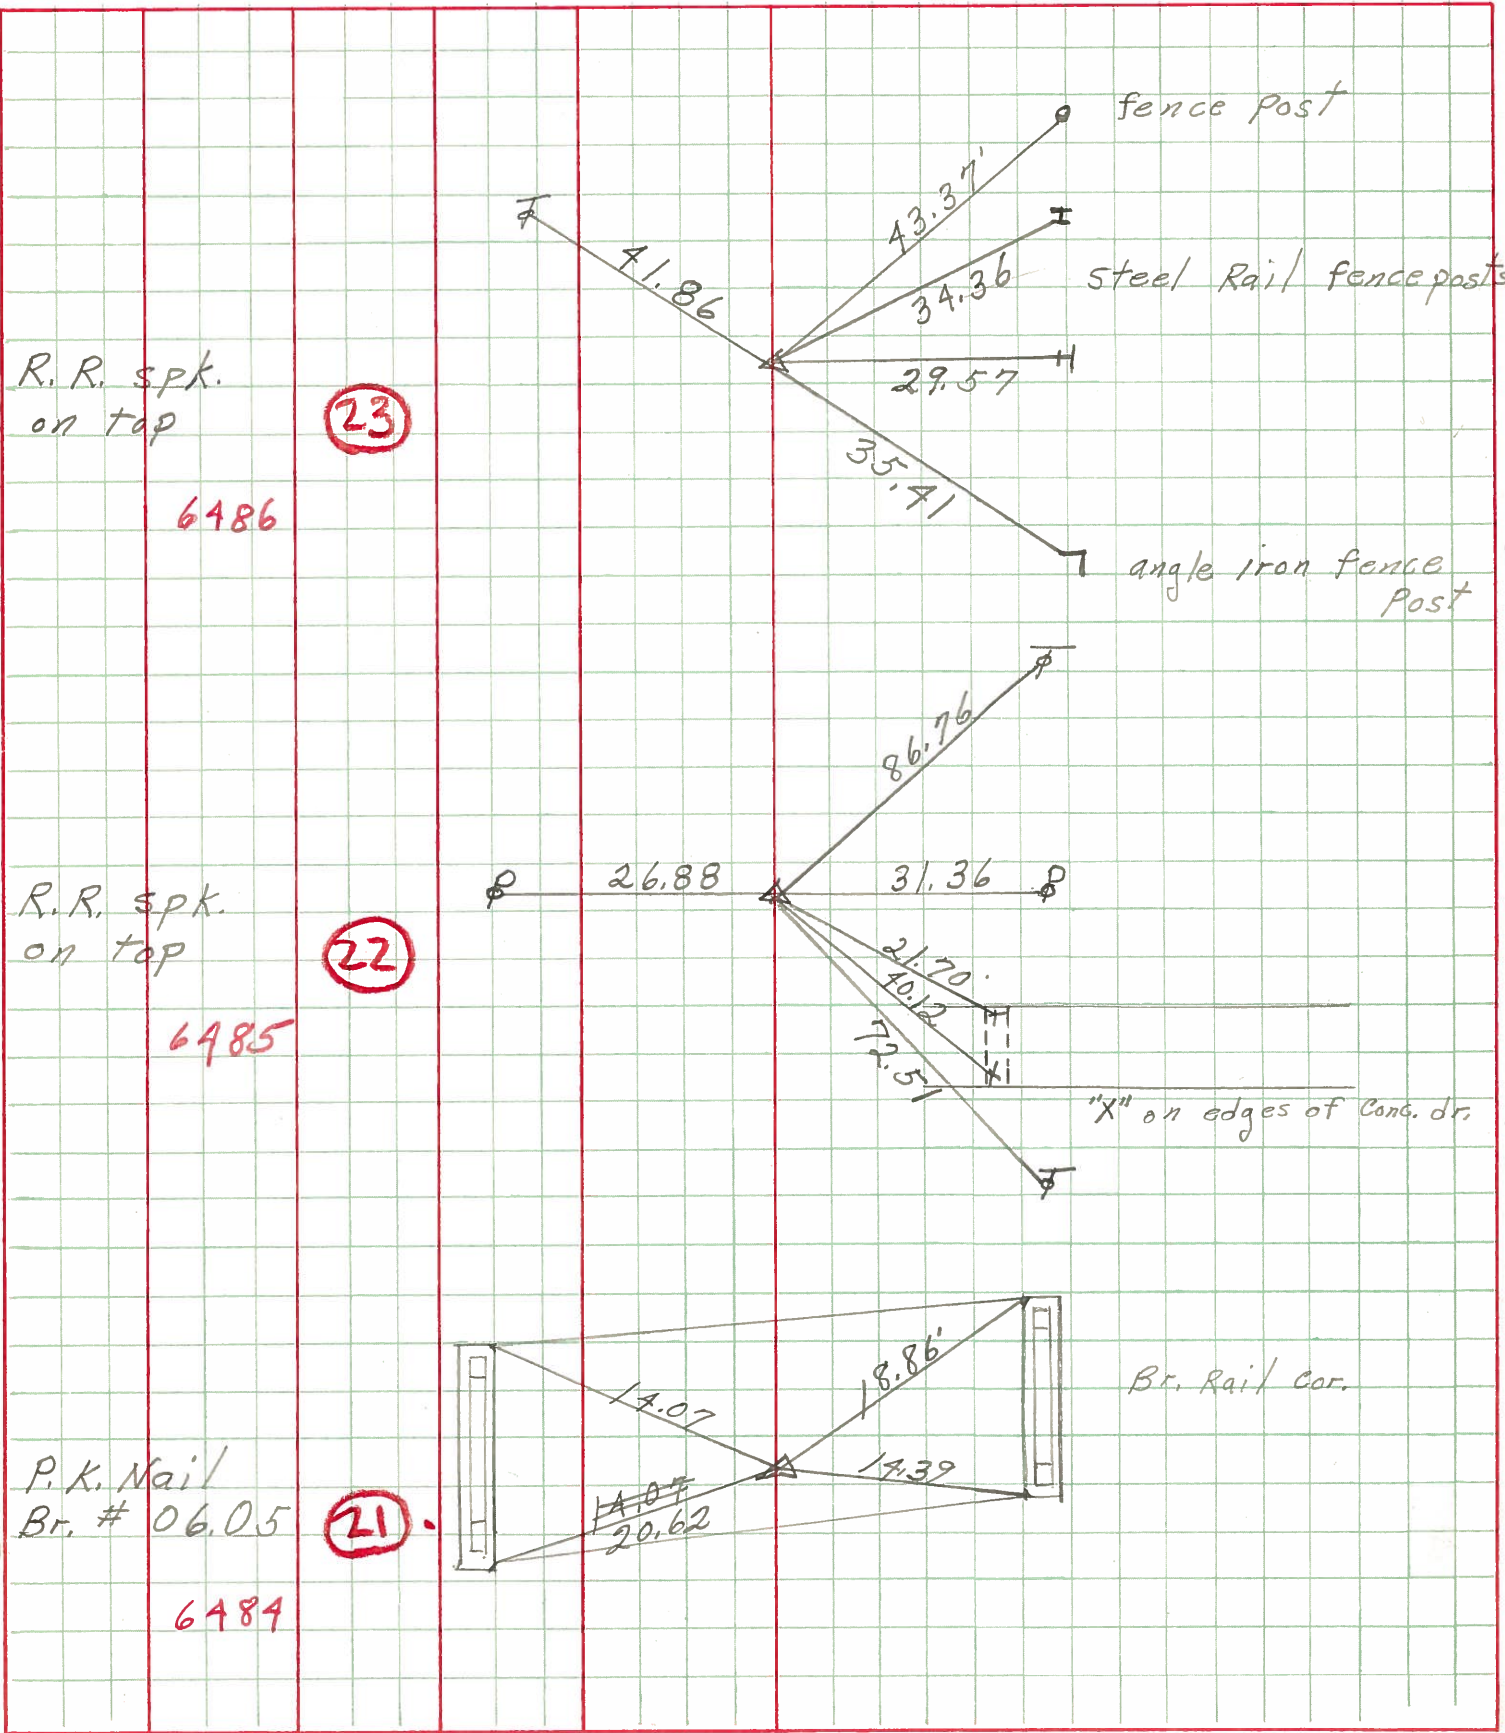 fence post
43.37'
41.86
34.36
Steel Rail fence posts
29.57
R. R. spk.
on top
23
35.41
6486
angle iron fence
Post
86.76
26.88
31.36
R. R. spk.
on top
22
21.70
40.12
72.51
6485
"X" on edges of Conc. dr.
18.86'
14.07
Br. Rail Cor.
14.39
P. K. Nail
Br. # 06.05
21.
14.07
20.62
6484